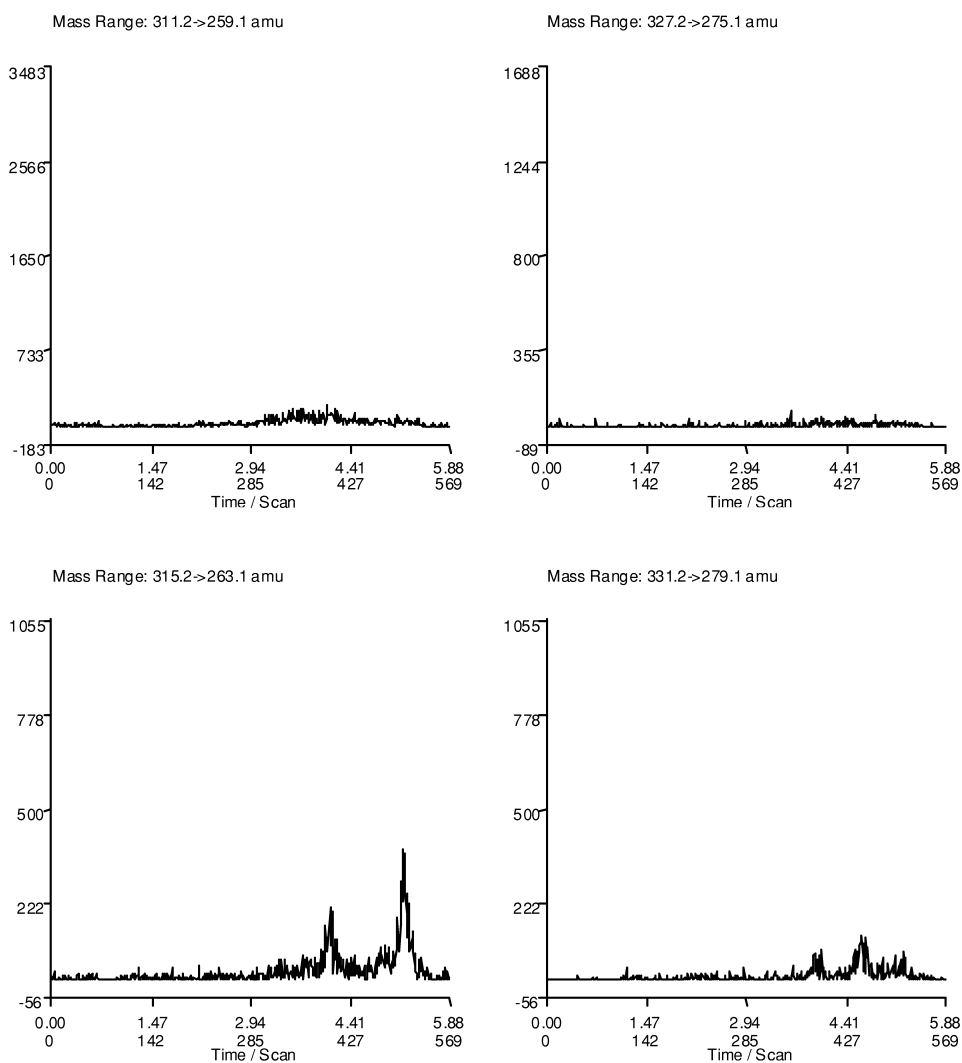 Mass Range: 311.2->259.1 amu
3483
2566
1650
733
-183
0.00 1.47 2.94 4.41 5.88
0 142 285 427 569
Time / Scan
Mass Range: 327.2->275.1 amu
1688
1244
800
355
-89
0.00 1.47 2.94 4.41 5.88
0 142 285 427 569
Time / Scan
Mass Range: 315.2->263.1 amu
1055
778
500
222
-56
0.00 1.47 2.94 4.41 5.88
0 142 285 427 569
Time / Scan
Mass Range: 331.2->279.1 amu
1055
778
500
222
-56
0.00 1.47 2.94 4.41 5.88
0 142 285 427 569
Time / Scan